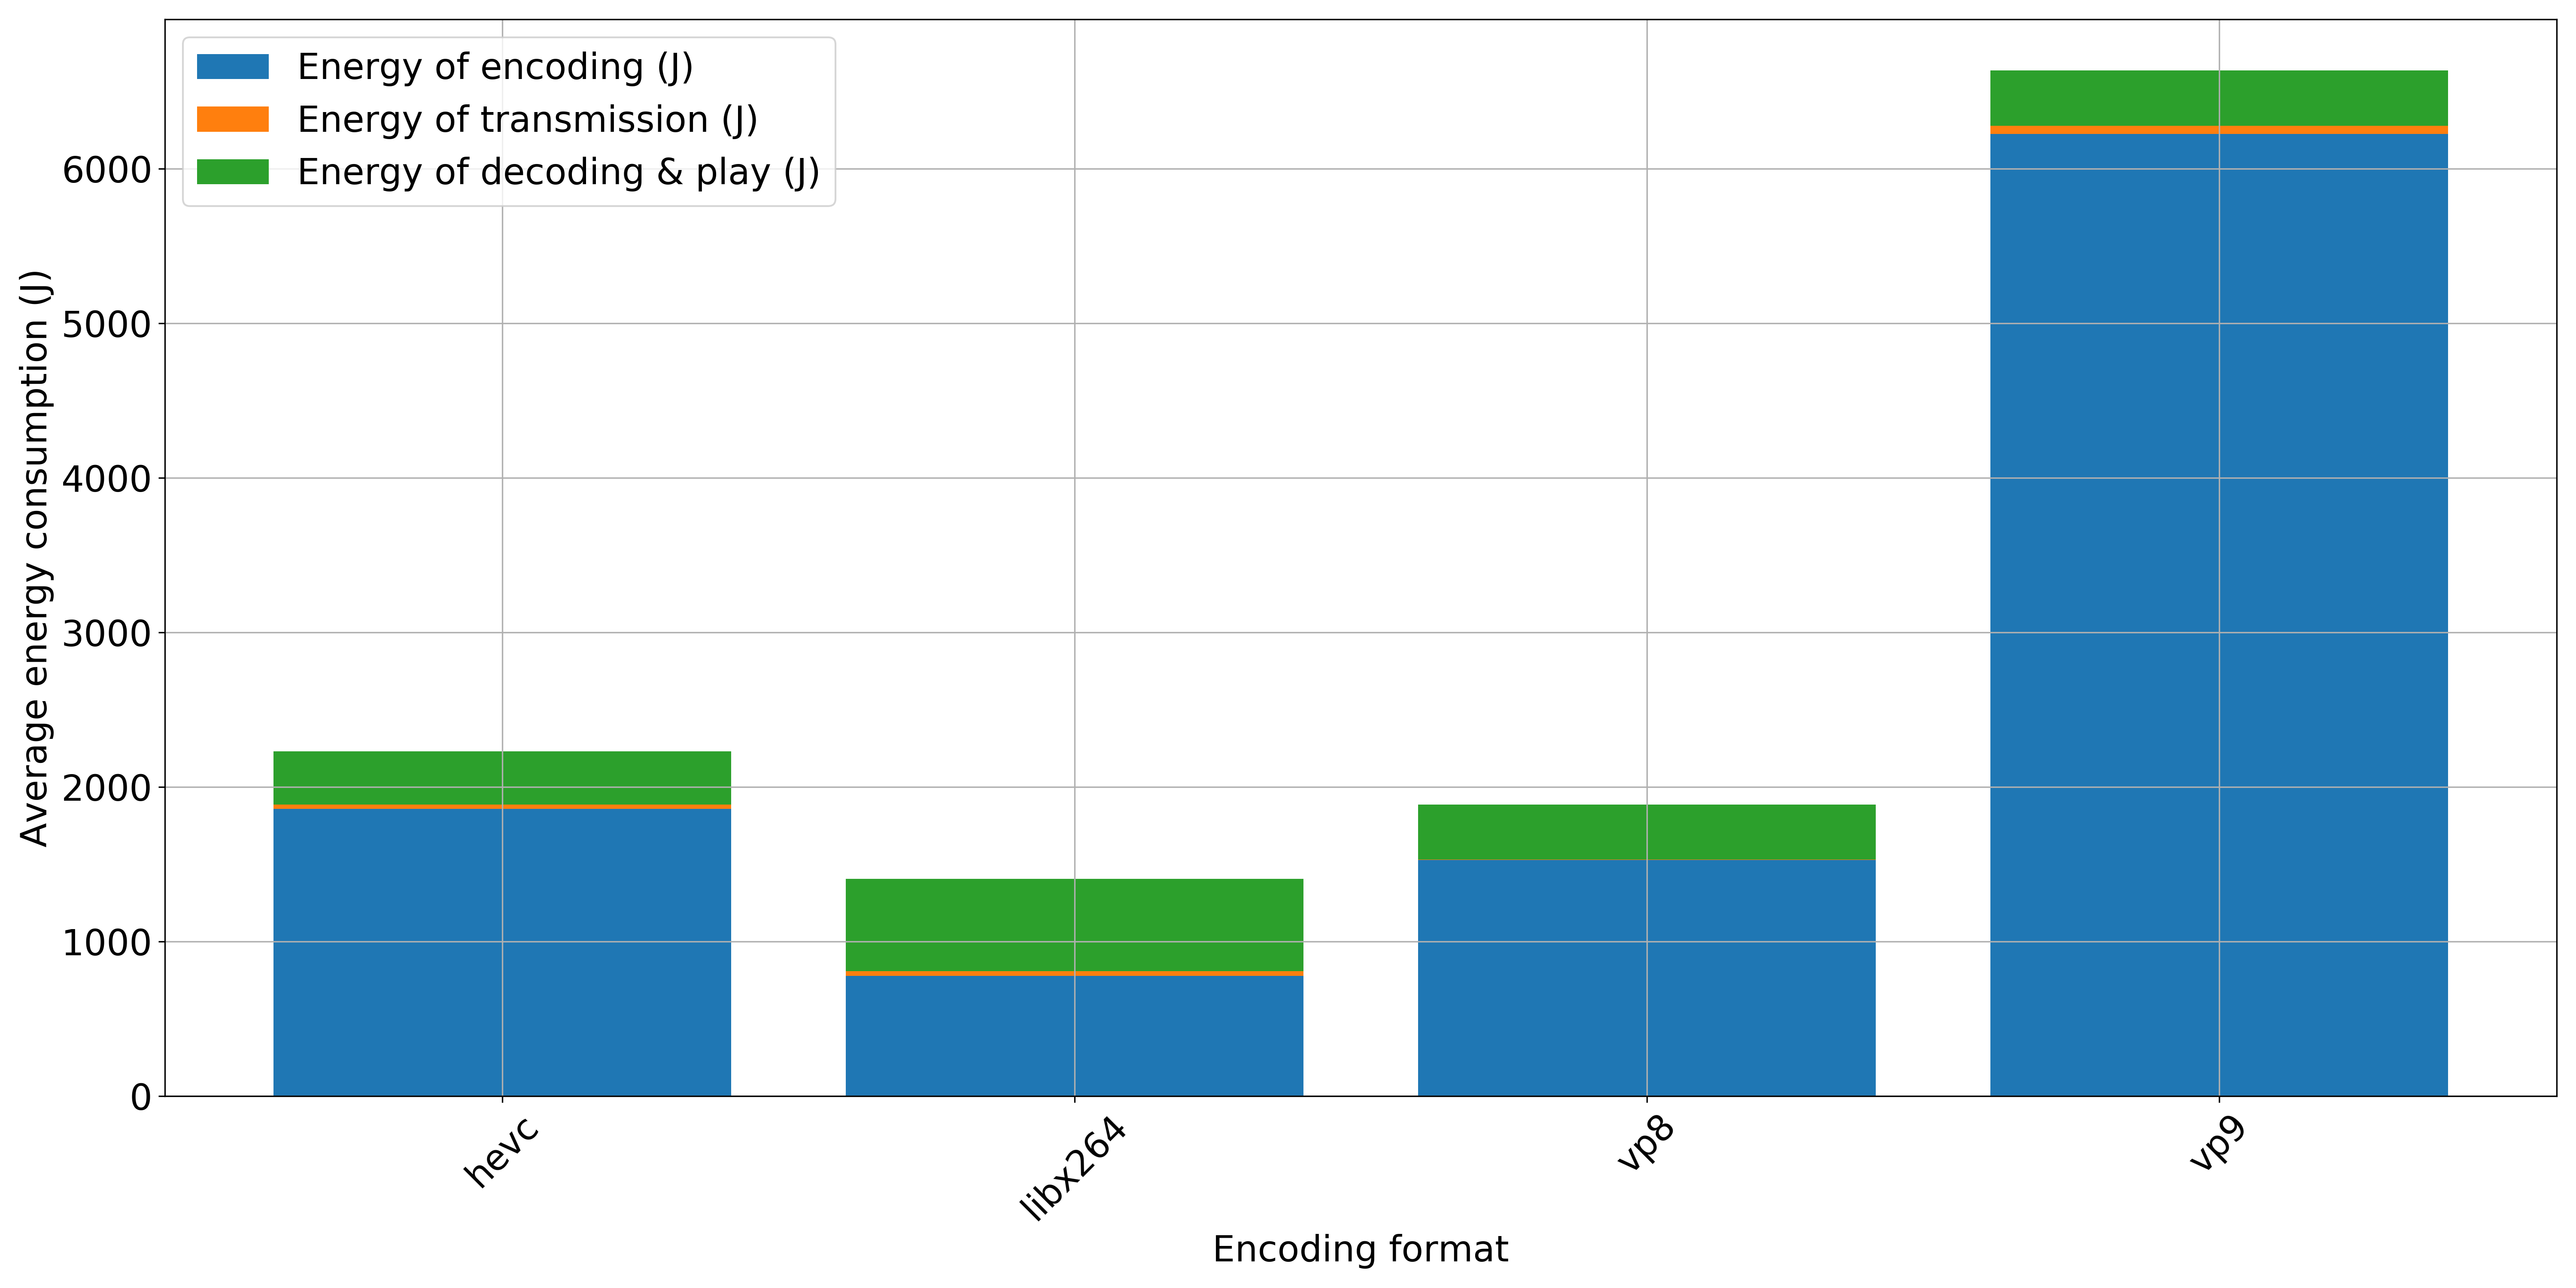 Energy of encoding (J)
Energy of transmission (J)
Energy of decoding & play (J)
Average energy consumption (J)
6000
5000
4000
3000
2000
1000
0
hevc
libx264
vp8
vp9
Encoding format